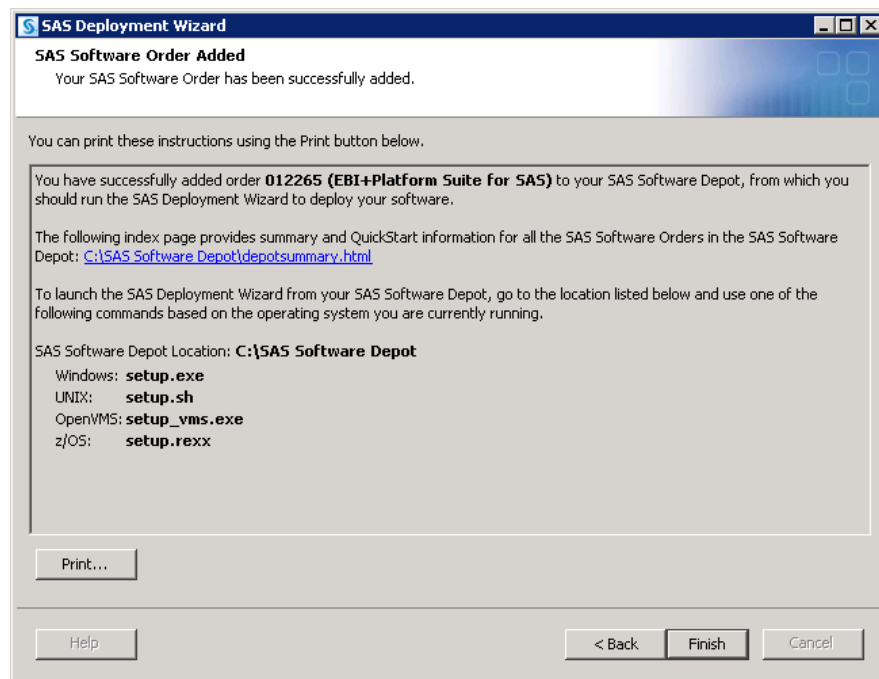 SAS Deployment Wizard
SAS Software Order Added
Your SAS Software Order has been successfully added.
You can print these instructions using the Print button below.
You have successfully added order 012265 (EBI+Platform Suite for SAS) to your SAS Software Depot, from which you
should run the SAS Deployment Wizard to deploy your software.
The following index page provides summary and QuickStart information for all the SAS Software Orders in the SAS Software
Depot: C:\SAS Software Depot\depotsummary.html
To launch the SAS Deployment Wizard from your SAS Software Depot, go to the location listed below and use one of the
following commands based on the operating system you are currently running.
SAS Software Depot Location: C:\SAS Software Depot
Windows: setup.exe
UNIX: setup.sh
OpenVMS: setup_vms.exe
z/OS: setup.rexx
Print...
Help
< Back
Finish
Cancel